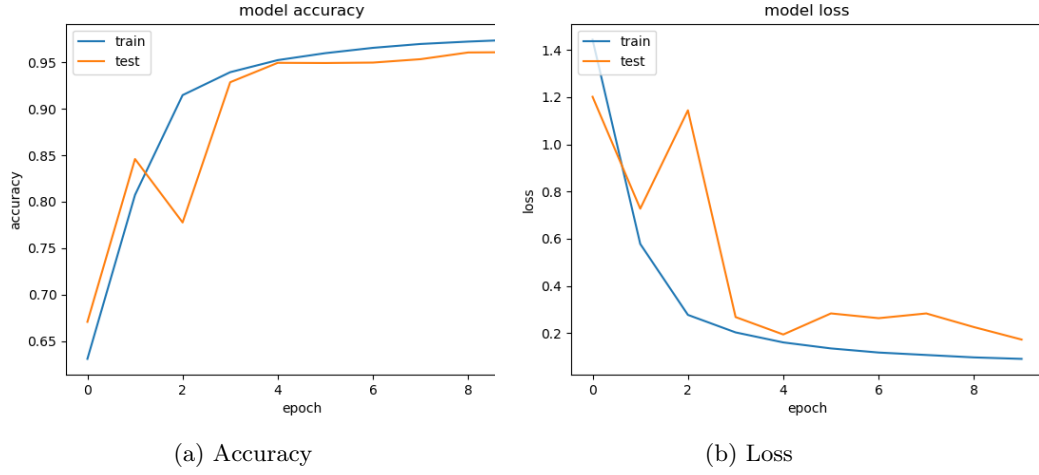 model accuracy
train
test
0.95
0.90
0.85
0.80
0.75
0.70
0.65
accuracy
0 2 4 6 8
epoch
(a) Accuracy
model loss
train
test
1.4
1.2
1.0
0.8
0.6
0.4
0.2
loss
0 2 4 6 8
epoch
(b) Loss